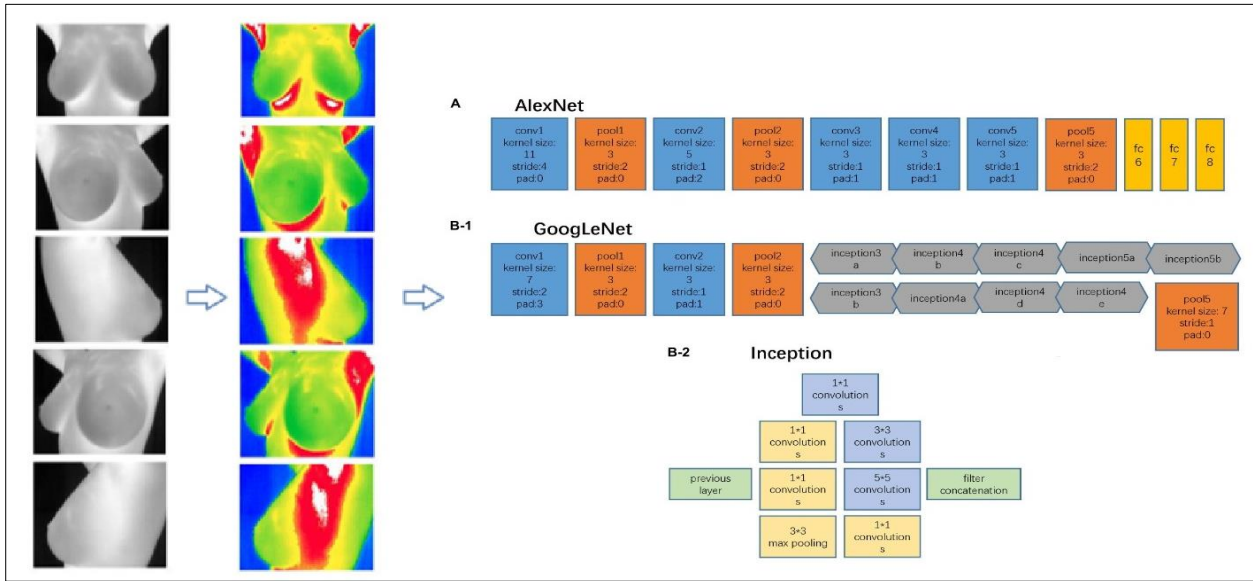 A AlexNet
conv1
kernel size:
11
stride:4
pad:0
pool1
kernel size:
3
stride:2
pad:0
conv2
kernel size:
5
stride:1
pad:2
pool2
kernel size:
3
stride:2
pad:0
conv3
kernel size:
3
stride:1
pad:1
conv4
kernel size:
3
stride:1
pad:1
conv5
kernel size:
3
stride:1
pad:1
pool5
kernel size:
3
stride:2
pad:0
fc
6
fc
7
fc
8
B-1 GoogLeNet
conv1
kernel size:
7
stride:2
pad:3
pool1
kernel size:
3
stride:2
pad:0
conv2
kernel size:
3
stride:1
pad:1
pool2
kernel size:
3
stride:2
pad:0
inception3
a
inception4
b
inception4
c
inception5a
inception5b
inception3
b
inception4a
inception4
d
inception4
e
pool5
kernel size: 7
stride:1
pad:0
B-2 Inception
1*1
convolution
s
1*1
convolution
s
3*3
convolution
s
previous
layer
1*1
convolution
s
5*5
convolution
s
filter
concatenation
3*3
max pooling
1*1
convolution
s